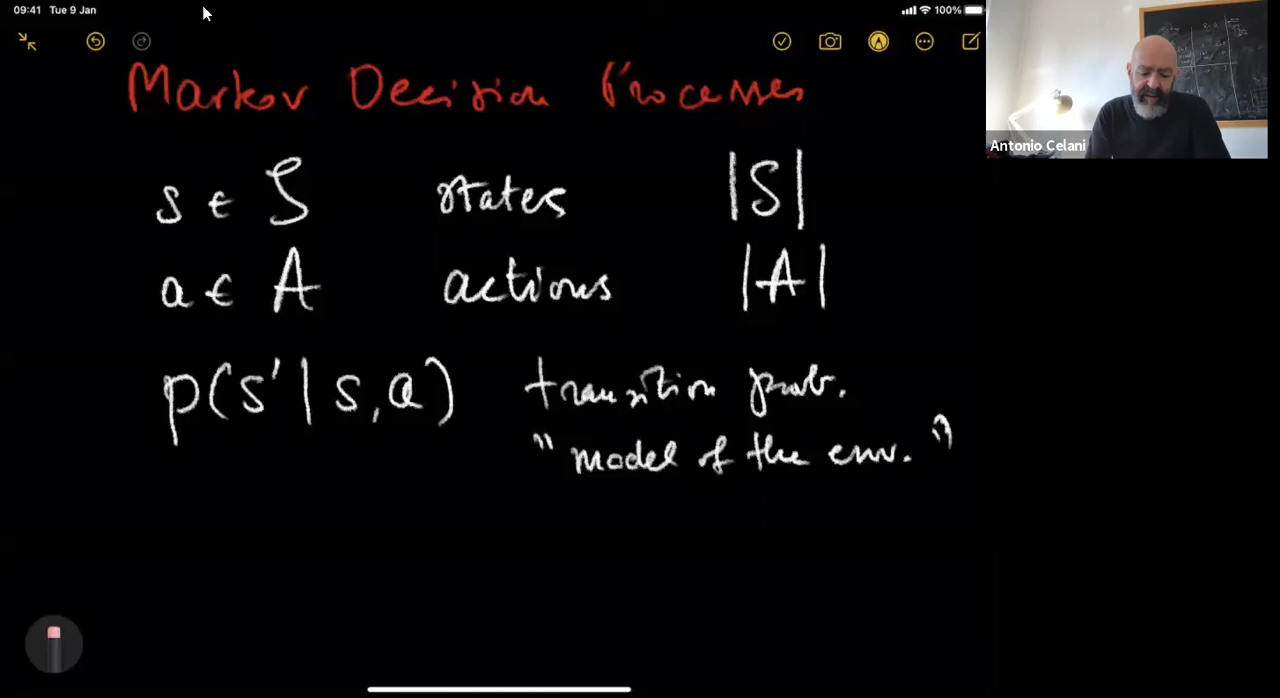 09:41 Tue 9 Jan
100%
Markov Decision Processes
s ∈ S states |S|
a ∈ A actions |A|
p(s' | s, a) transition prob.
"model of the env."
Antonio Celani